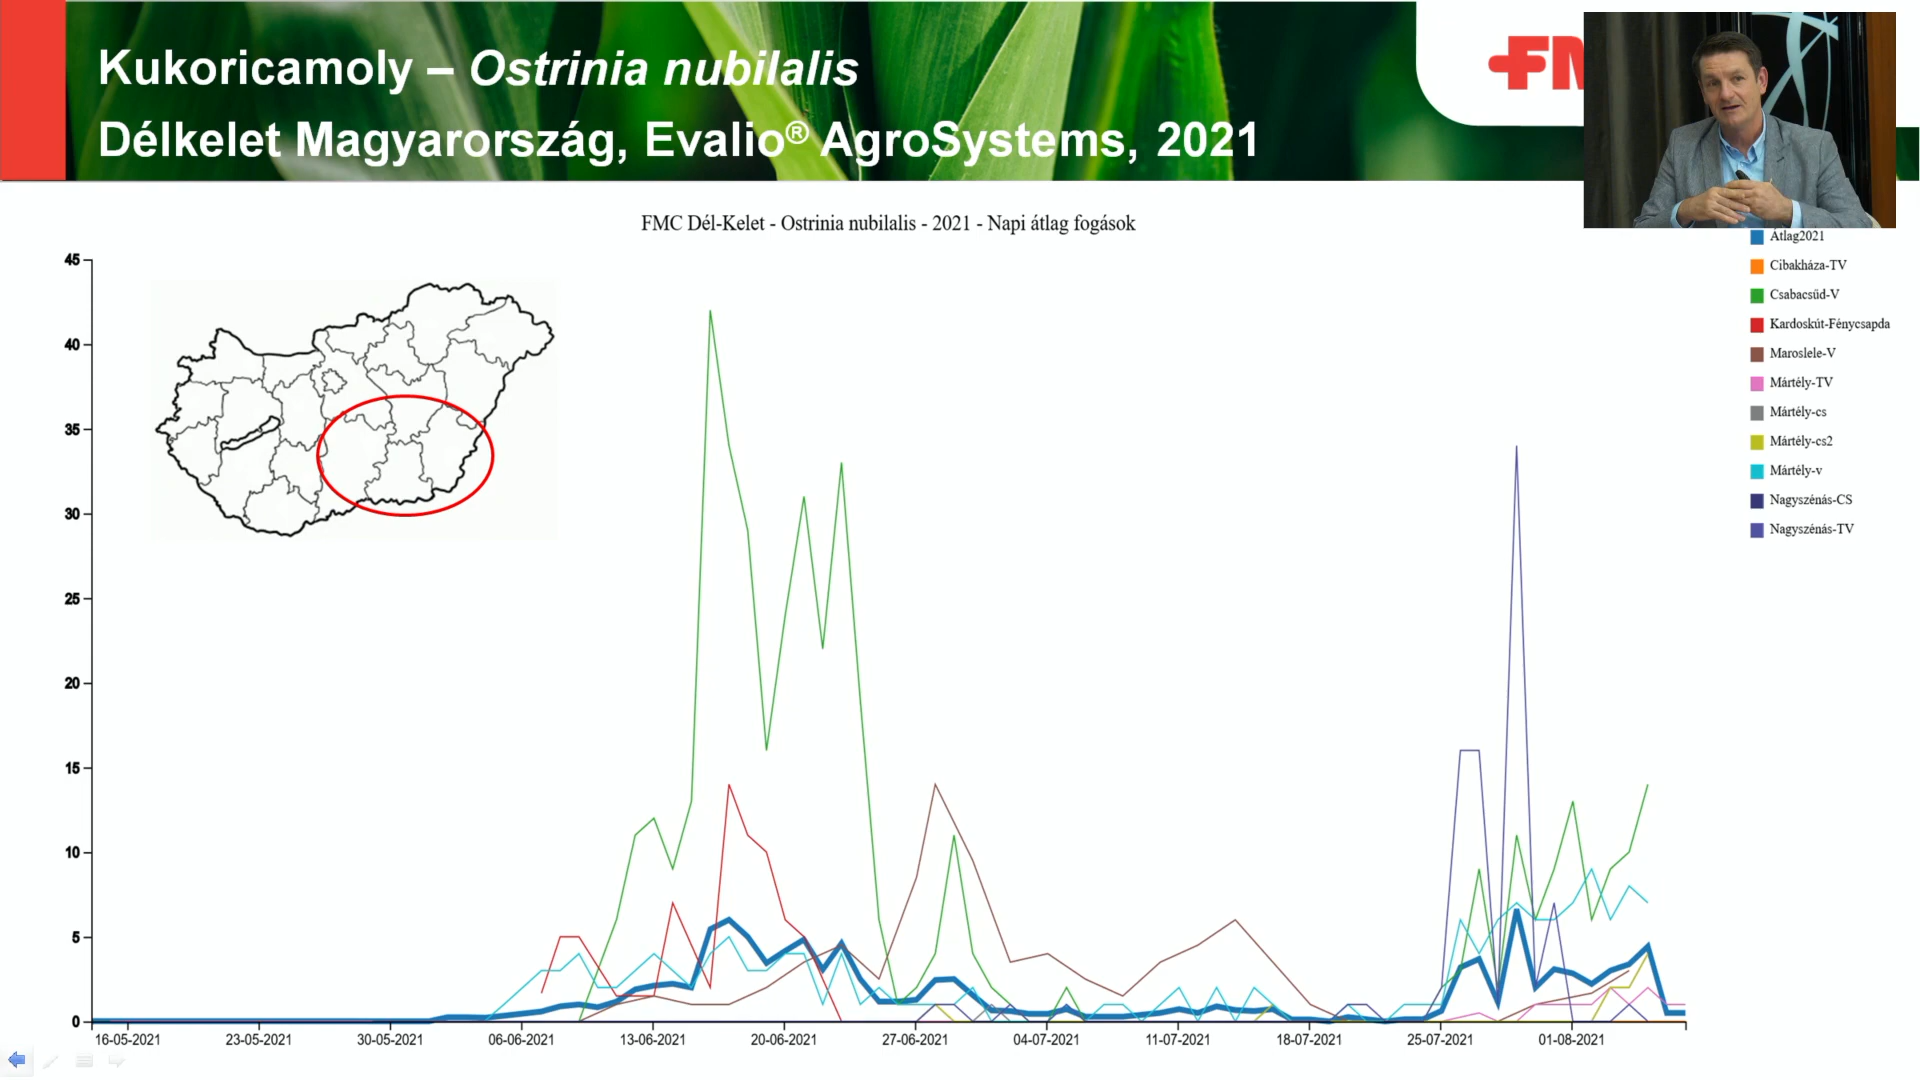 Kukoricamoly – Ostrinia nubilalis
Délkelet Magyarország, Evalio® AgroSystems, 2021
FMC Dél-Kelet - Ostrinia nubilalis - 2021 - Napi átlag fogások
45
40
35
30
25
20
15
10
5
0
16-05-2021
23-05-2021
30-05-2021
06-06-2021
13-06-2021
20-06-2021
27-06-2021
04-07-2021
11-07-2021
18-07-2021
25-07-2021
01-08-2021
Átlag2021
Cibakháza-TV
Csabacsűd-V
Kardoskút-Fénycsapda
Maroslele-V
Mártély-TV
Mártély-cs
Mártély-cs2
Mártély-v
Nagyszénás-CS
Nagyszénás-TV